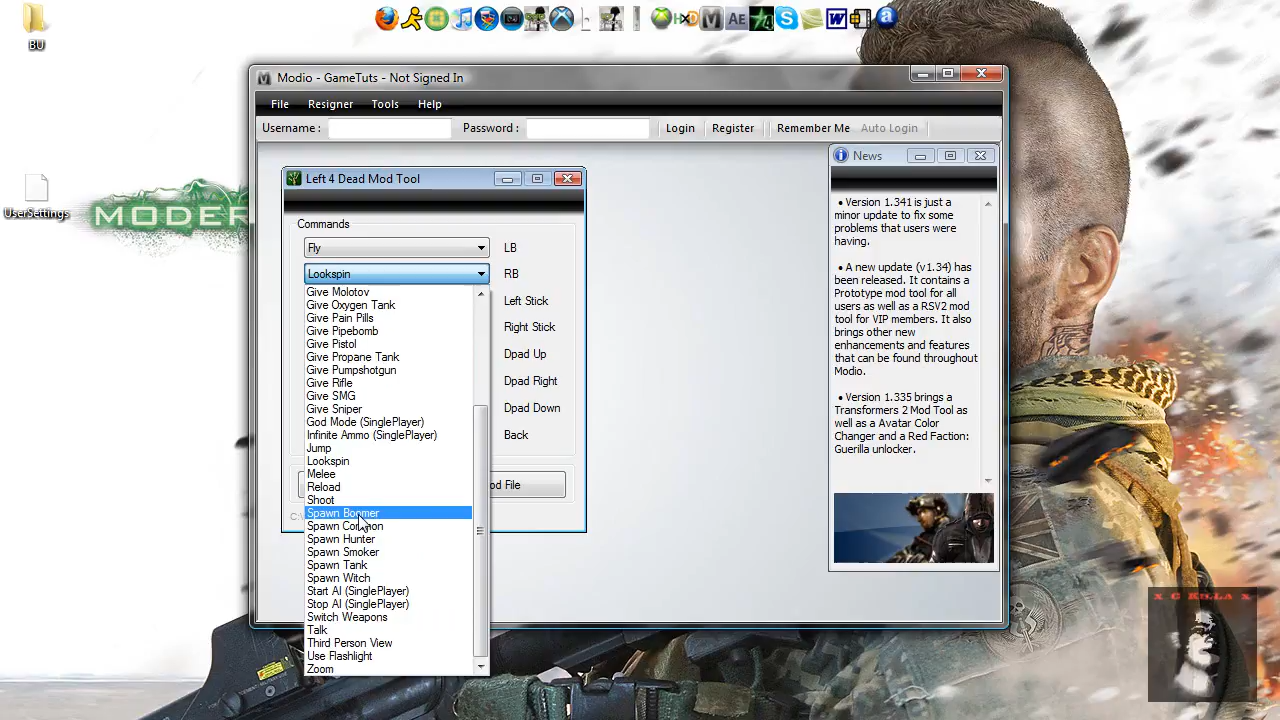 BU
UserSettings
MODER
Modio - GameTuts - Not Signed In
File Resigner Tools Help
Username : Password : Login Register Remember Me Auto Login
Left 4 Dead Mod Tool
Commands
Fly LB
Lookspin RB
Left Stick
Right Stick
Dpad Up
Dpad Right
Dpad Down
Back
Give Molotov
Give Oxygen Tank
Give Pain Pills
Give Pipebomb
Give Pistol
Give Propane Tank
Give Pumpshotgun
Give Rifle
Give SMG
Give Sniper
God Mode (SinglePlayer)
Infinite Ammo (SinglePlayer)
Jump
Lookspin
Melee
Reload
Shoot
Spawn Boomer
Spawn Common
Spawn Hunter
Spawn Smoker
Spawn Tank
Spawn Witch
Start AI (SinglePlayer)
Stop AI (SinglePlayer)
Switch Weapons
Talk
Third Person View
Use Flashlight
Zoom
File
C:\
News
• Version 1.341 is just a
minor update to fix some
problems that users were
having.
• A new update (v1.34) has
been released. It contains a
Prototype mod tool for all
users as well as a RSV2 mod
tool for VIP members. It also
brings other new
enhancements and features
that can be found throughout
Modio.
• Version 1.335 brings a
Transformers 2 Mod Tool as
well as a Avatar Color
Changer and a Red Faction:
Guerilla unlocker.
X G KILLA X